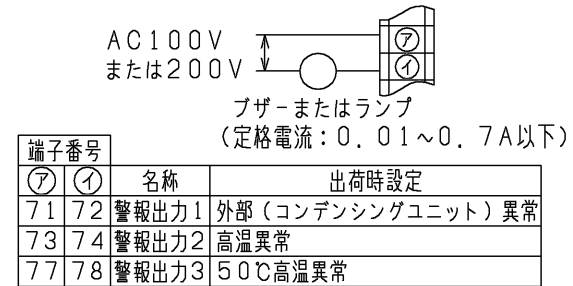 AC100V
または200V
㋐
㋑
ブザーまたはランプ
(定格電流:0.01~0.7A以下)
端子番号
㋐ ㋑ 名称 出荷時設定
71 72 警報出力1 外部(コンデンシングユニット)異常
73 74 警報出力2 高温異常
77 78 警報出力3 50℃高温異常